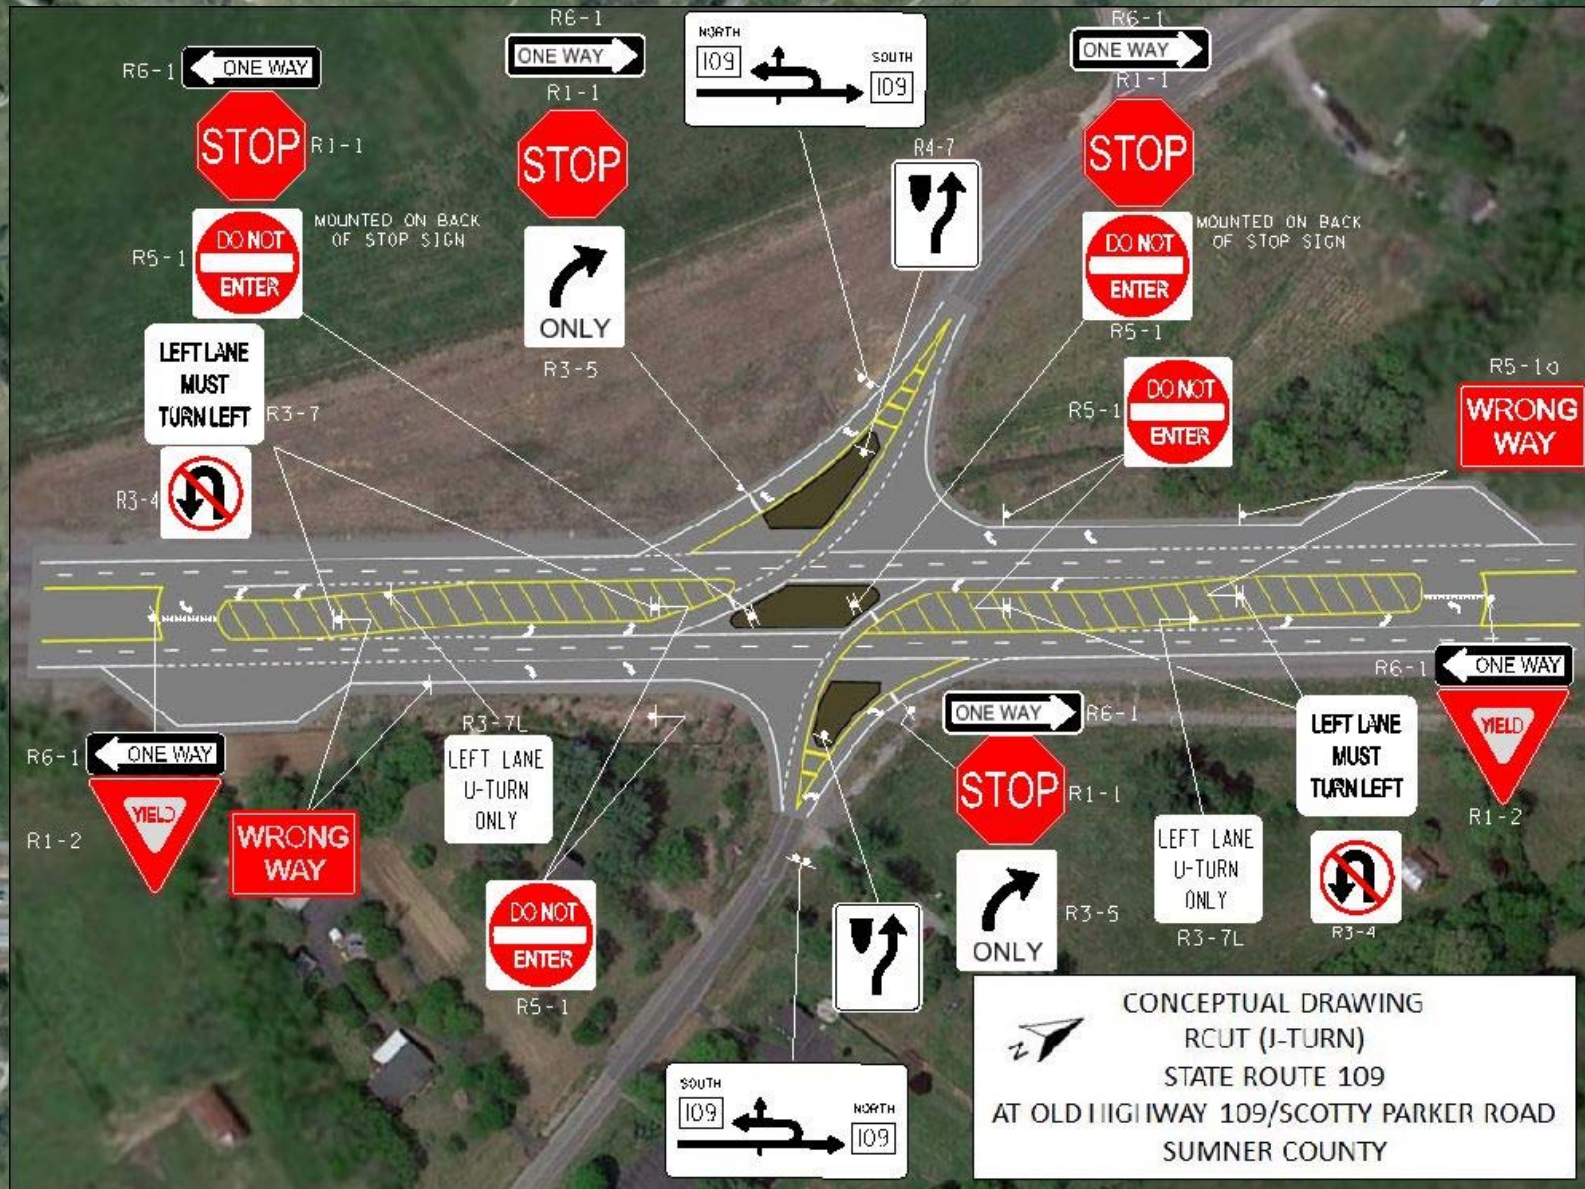 R6-1
ONE WAY
STOP
R1-1
DO NOT
ENTER
R5-1
MOUNTED ON BACK
OF STOP SIGN
LEFT LANE
MUST
TURN LEFT
R3-7
R3-4
R6-1
ONE WAY
R1-1
STOP
ONLY
R3-5
NORTH
109
SOUTH
109
R4-7
R6-1
ONE WAY
R1-1
STOP
DO NOT
ENTER
R5-1
MOUNTED ON BACK
OF STOP SIGN
R5-1
DO NOT
ENTER
R5-1a
WRONG
WAY
R6-1
ONE WAY
YIELD
R1-2
WRONG
WAY
R3-7L
LEFT LANE
U-TURN
ONLY
DO NOT
ENTER
R5-1
ONE WAY
R6-1
STOP
R1-1
ONLY
R3-5
LEFT LANE
U-TURN
ONLY
R3-7L
LEFT LANE
MUST
TURN LEFT
R3-4
R6-1
ONE WAY
YIELD
R1-2
SOUTH
109
NORTH
109
N
CONCEPTUAL DRAWING
RCUT (J-TURN)
STATE ROUTE 109
AT OLD HIGHWAY 109/SCOTTY PARKER ROAD
SUMNER COUNTY